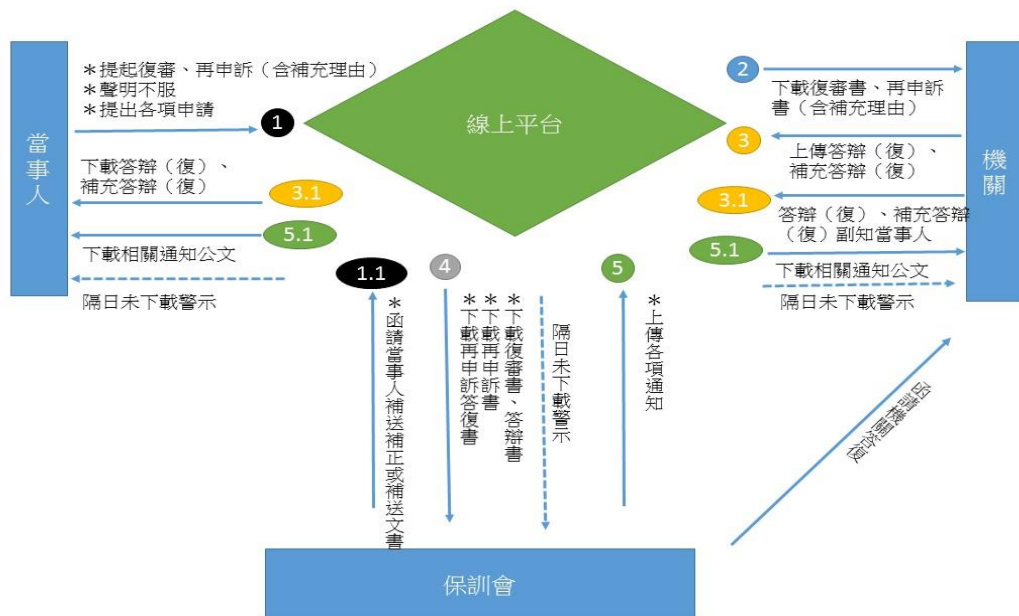 線上平台
當事人
*提起復審、再申訴（含補充理由）
*聲明不服
*提出各項申請
1
下載答辯（復）、
補充答辯（復）
3.1
5.1
下載相關通知公文
隔日未下載警示
2
下載復審書、再申訴
書（含補充理由）
3
上傳答辯（復）、
補充答辯（復）
3.1
答辯（復）、補充答辯
（復）副知當事人
5.1
下載相關通知公文
隔日未下載警示
機關
1.1
*函請當事人補送補正或補送文書
4
*下載復審書、答辯書
*下載再申訴書
*下載再申訴答復書
隔日未下載警示
5
*上傳各項通知
函請機關答復
保訓會